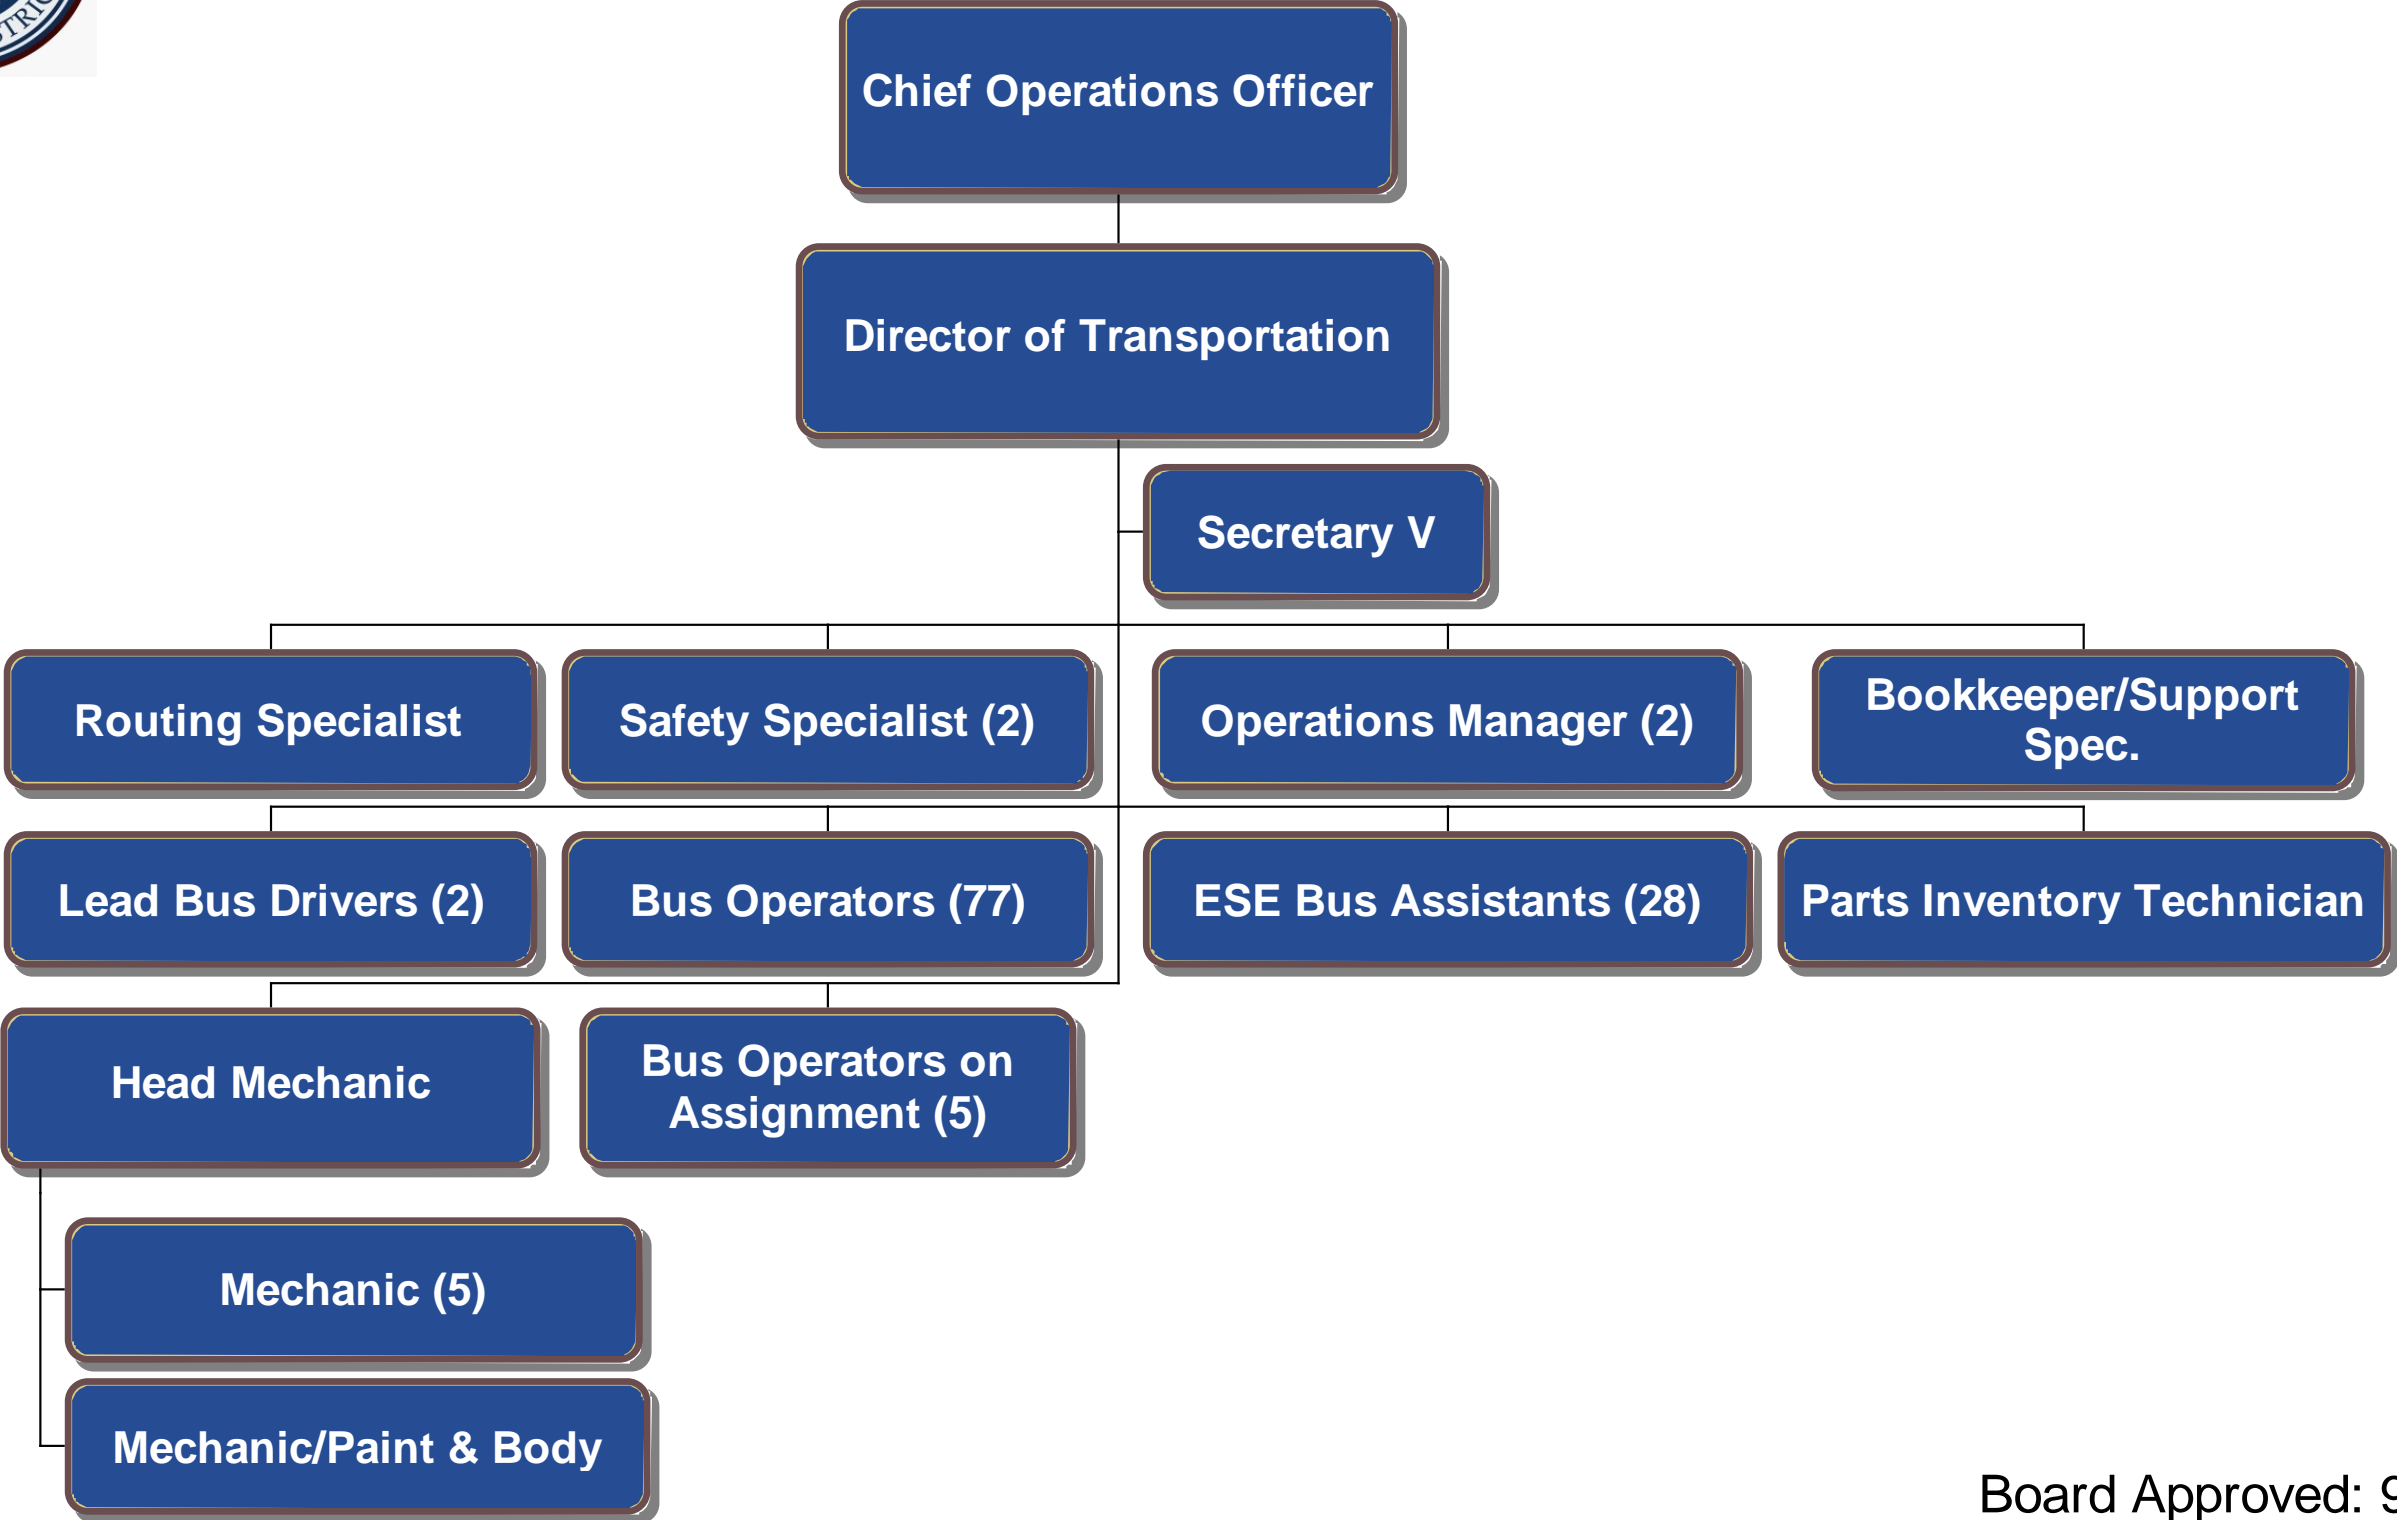 Chief Operations Officer
Director of Transportation
Secretary V
Routing Specialist
Safety Specialist (2)
Operations Manager (2)
Bookkeeper/Support
Spec.
Lead Bus Drivers (2)
Bus Operators (77)
ESE Bus Assistants (28)
Parts Inventory Technician
Head Mechanic
Bus Operators on
Assignment (5)
Mechanic (5)
Mechanic/Paint & Body
Board Approved: 9